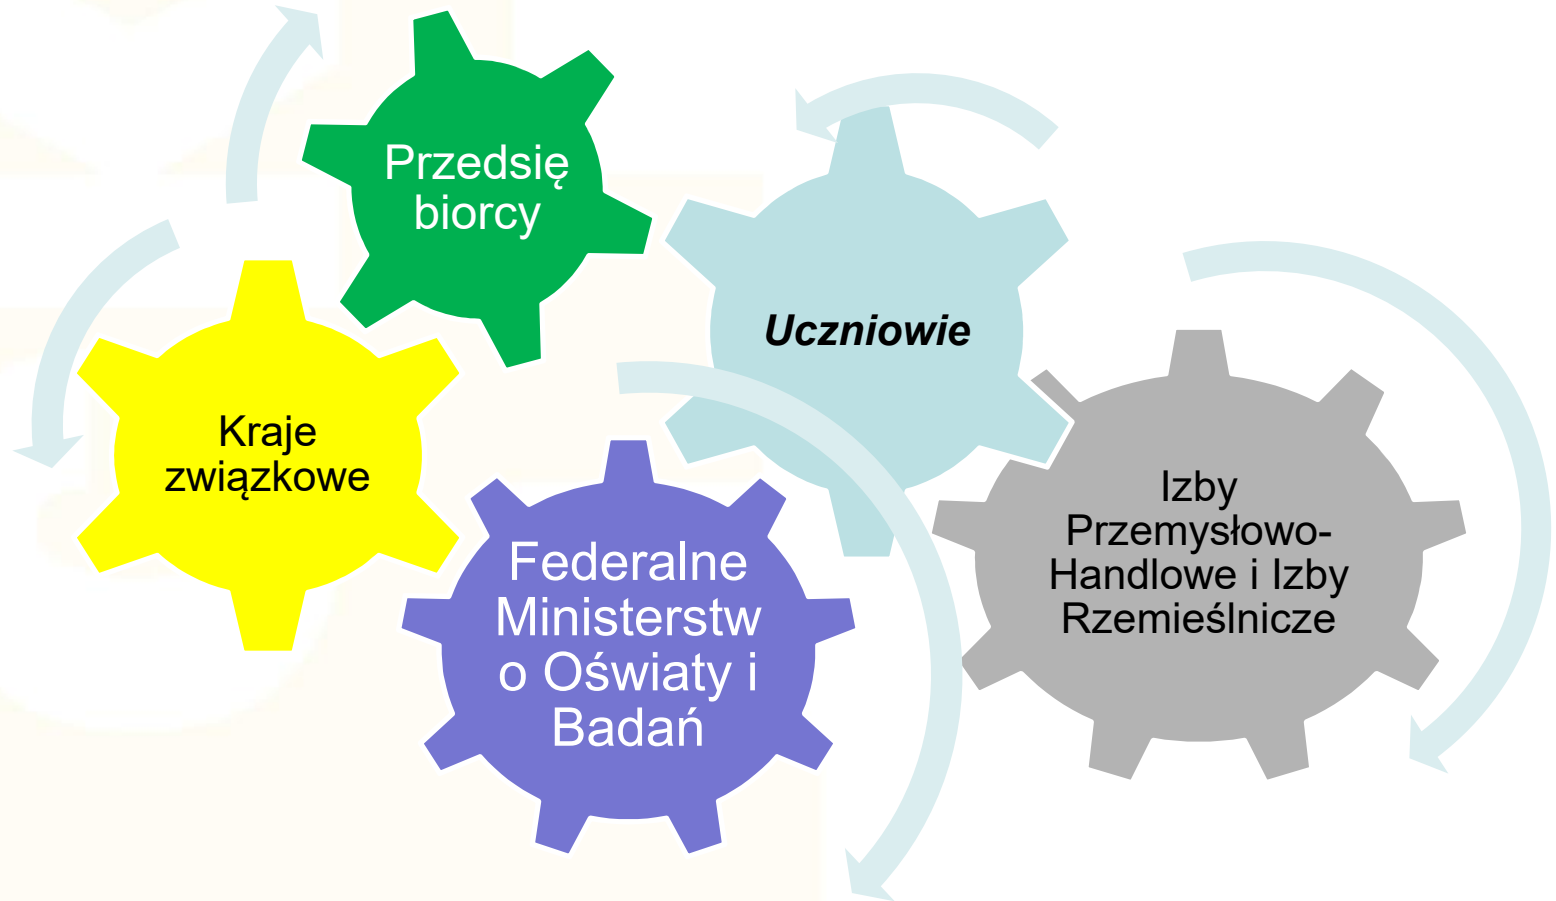 Przedsię
biorcy
Uczniowie
Kraje
związkowe
Federalne
Ministerstw
o Oświaty i
Badań
Izby
Przemysłowo-
Handlowe i Izby
Rzemieślnicze